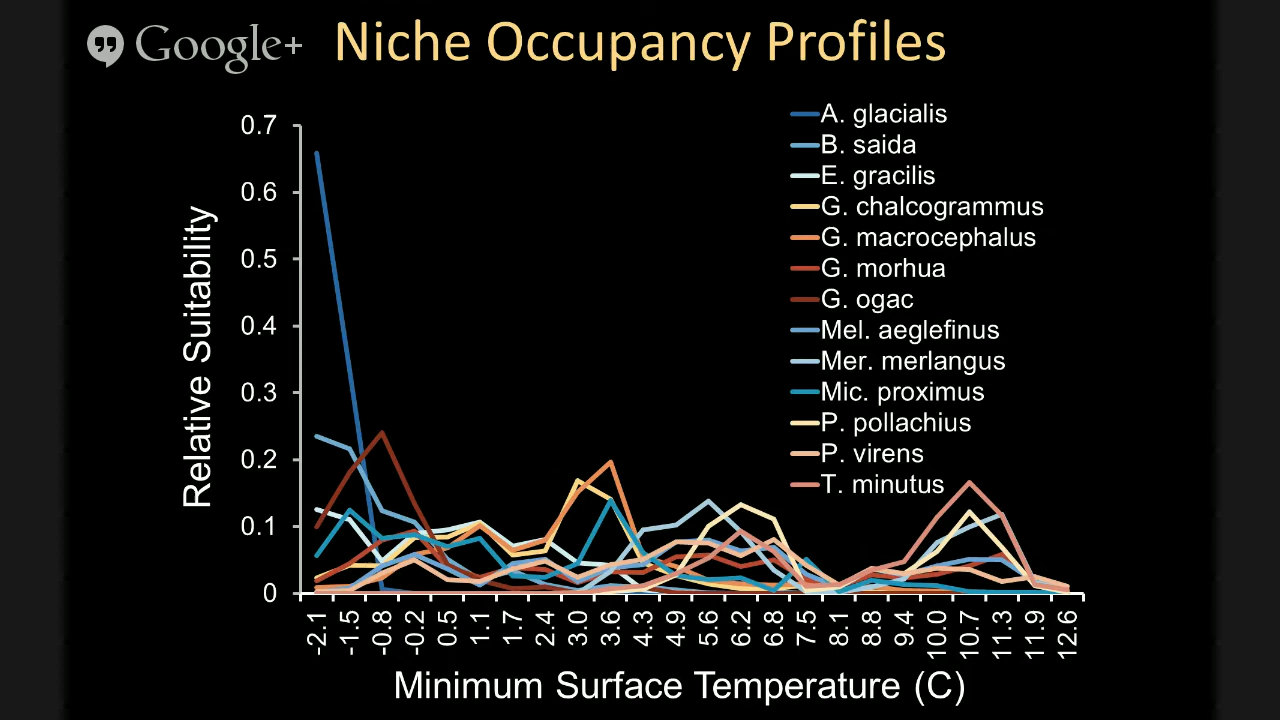 Google+ Niche Occupancy Profiles
A. glacialis
B. saida
E. gracilis
G. chalcogrammus
G. macrocephalus
G. morhua
G. ogac
Mel. aeglefinus
Mer. merlangus
Mic. proximus
P. pollachius
P. virens
T. minutus
Relative Suitability
0.7
0.6
0.5
0.4
0.3
0.2
0.1
0
-2.1 -1.5 -0.8 -0.2 0.5 1.1 1.7 2.4 3.0 3.6 4.3 4.9 5.6 6.2 6.8 7.5 8.1 8.8 9.4 10.0 10.7 11.3 11.9 12.6
Minimum Surface Temperature (C)